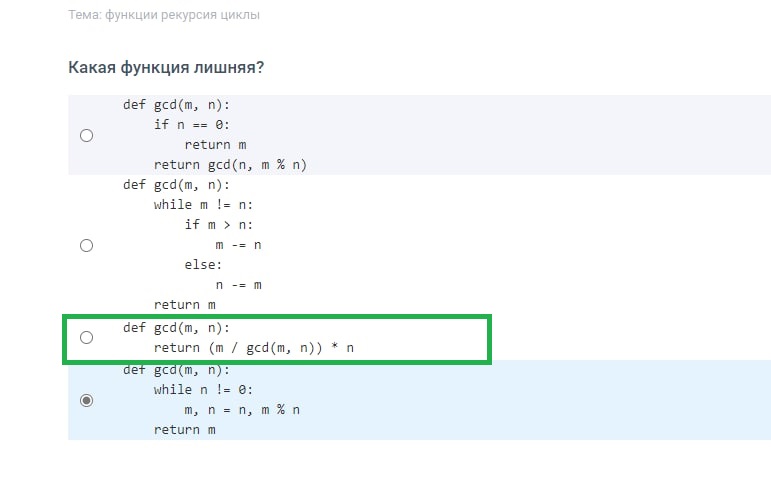 Тема: функции рекурсия циклы
Какая функция лишняя?
def gcd(m, n):
    if n == 0:
        return m
    return gcd(n, m % n)
def gcd(m, n):
    while m != n:
        if m > n:
            m -= n
        else:
            n -= m
    return m
def gcd(m, n):
    return (m / gcd(m, n)) * n
def gcd(m, n):
    while n != 0:
        m, n = n, m % n
    return m